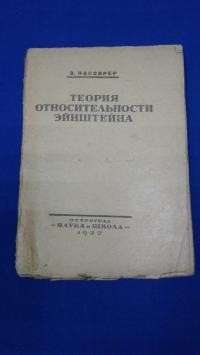 Э. КАССИРЕР
ТЕОРИЯ
ОТНОСИТЕЛЬНОСТИ
ЭЙНШТЕЙНА
ПЕТРОГРАД
—НАУКА и ШКОЛА—
1922